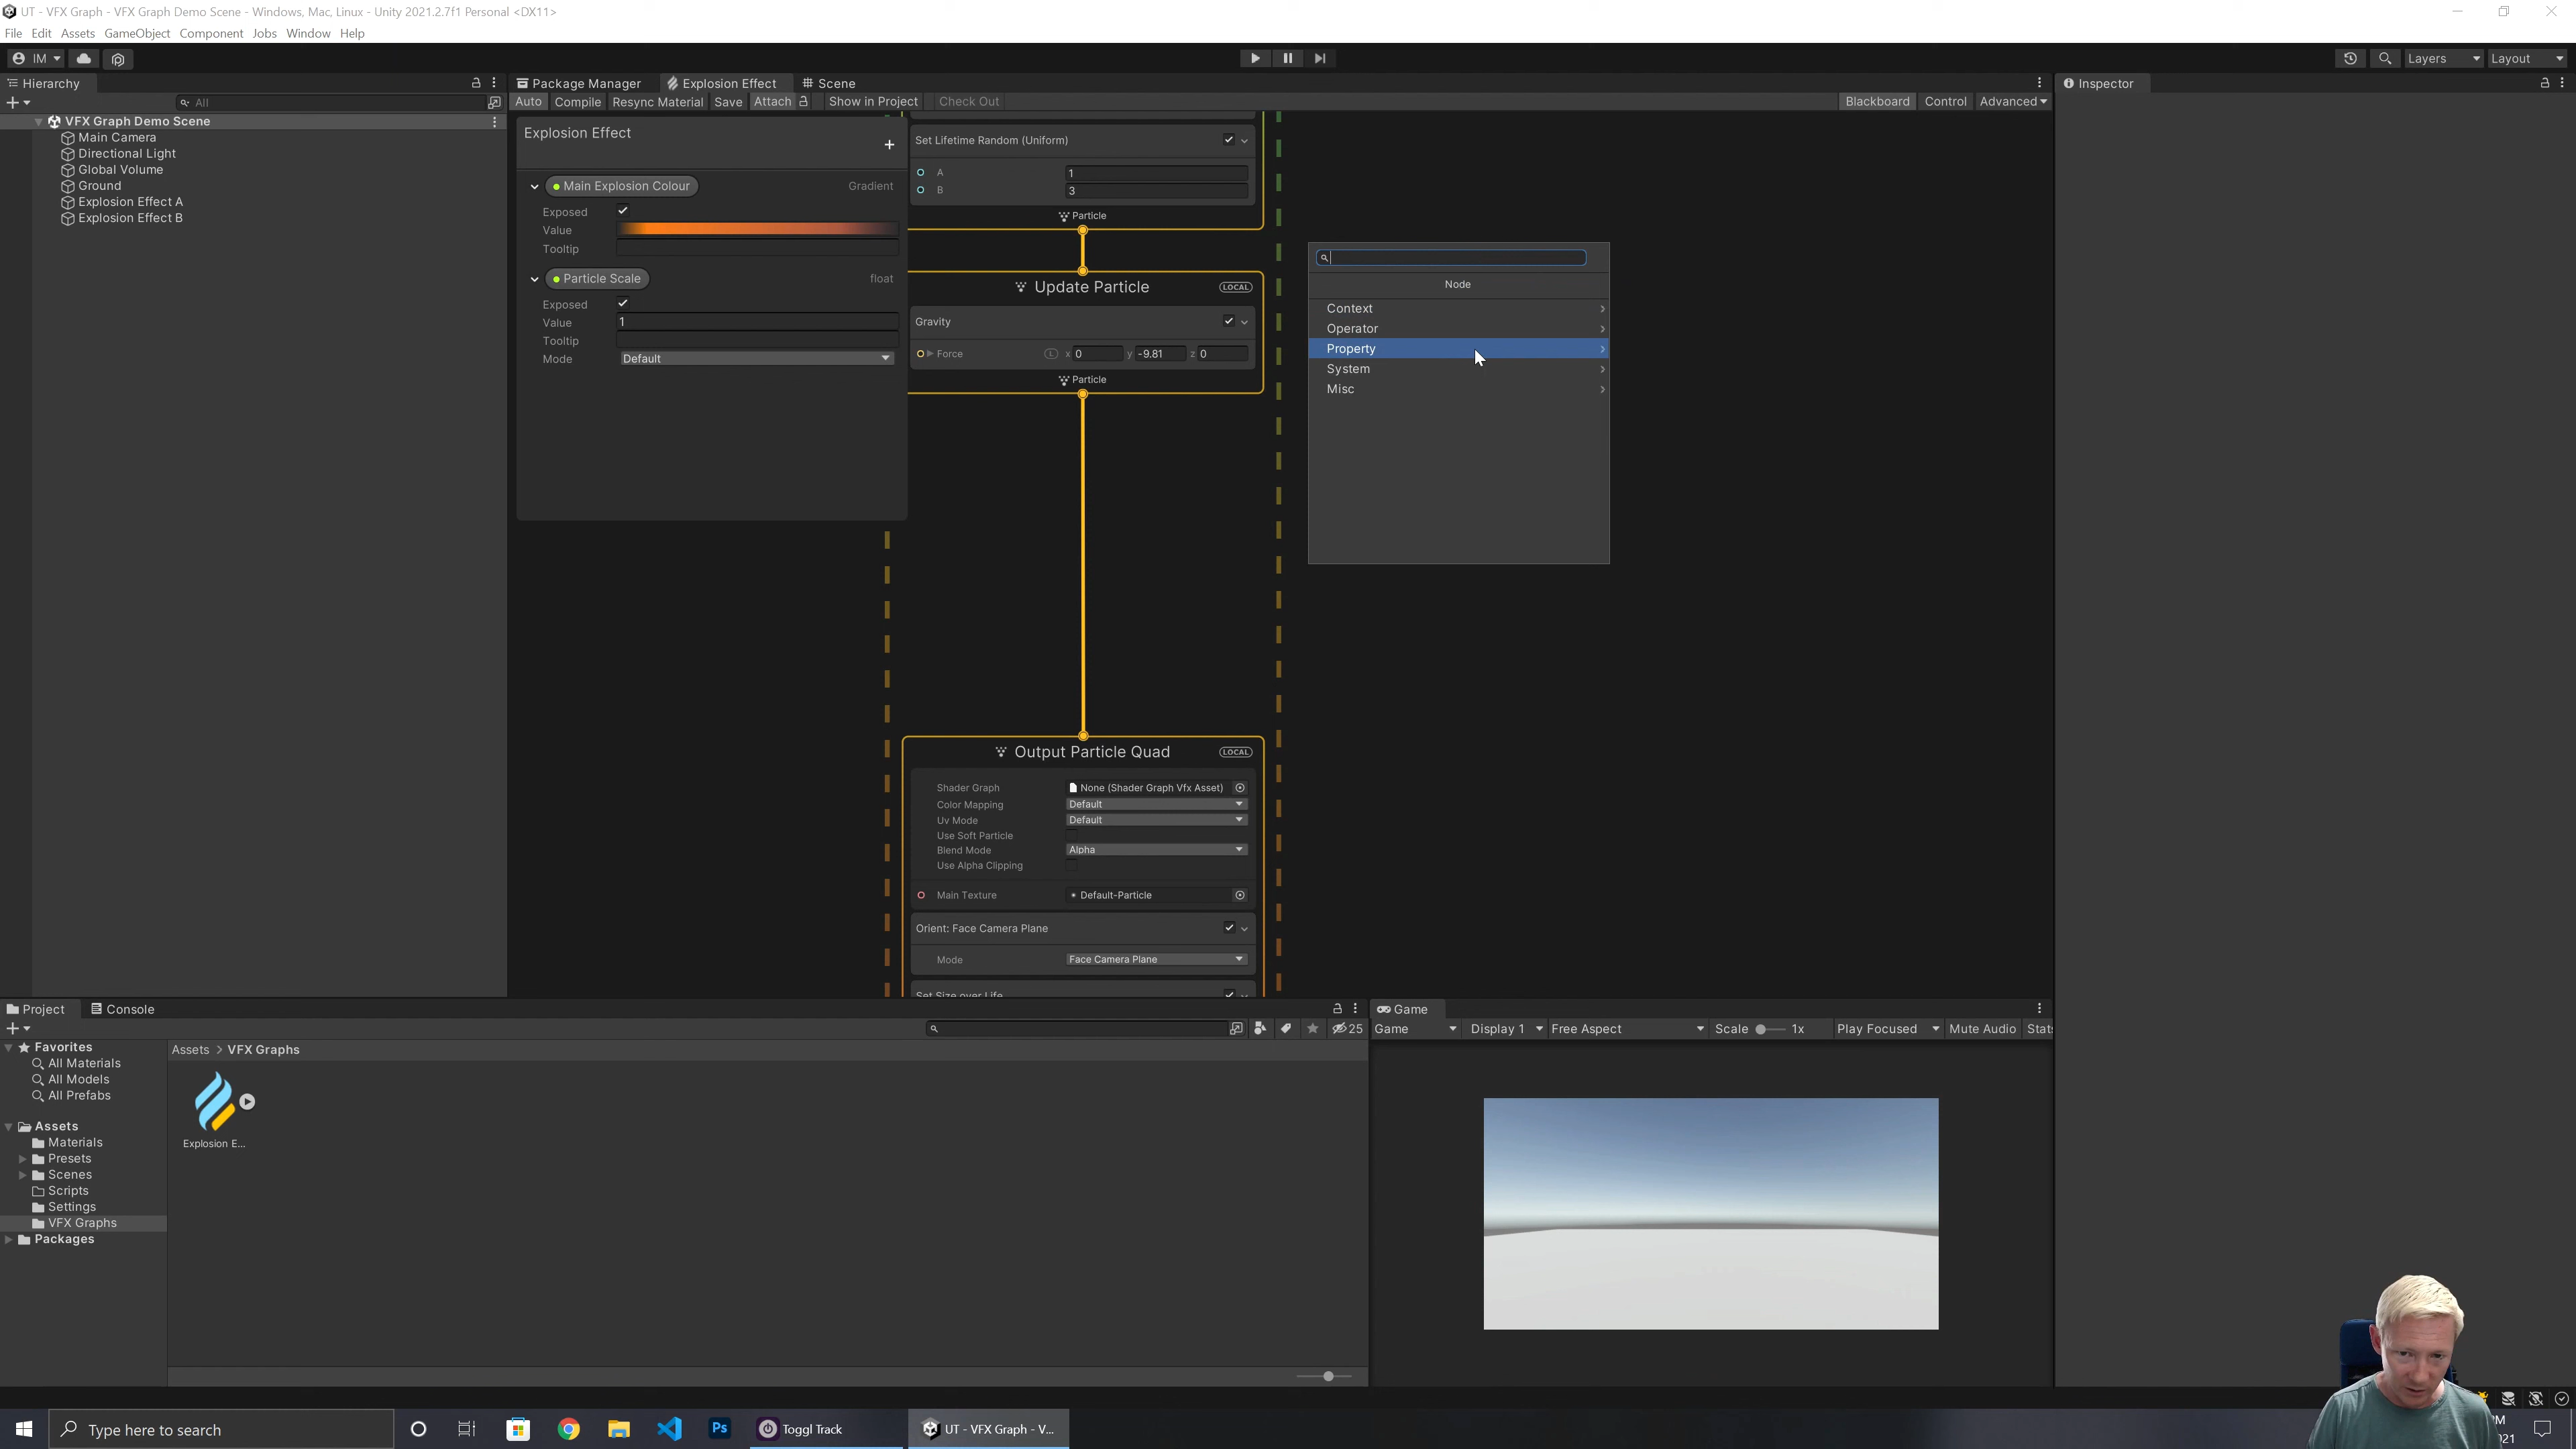 UT - VFX Graph - VFX Graph Demo Scene - Windows, Mac, Linux - Unity 2021.2.7f1 Personal <DX11>
File Edit Assets GameObject Component Jobs Window Help
IM
Layers Layout
Hierarchy
All
VFX Graph Demo Scene
Main Camera
Directional Light
Global Volume
Ground
Explosion Effect A
Explosion Effect B
Package Manager Explosion Effect Scene
Auto Compile Resync Material Save Attach Show in Project Check Out Blackboard Control Advanced
Explosion Effect
+
Main Explosion Colour Gradient
Exposed
Value
Tooltip
Particle Scale float
Exposed
Value 1
Tooltip
Mode Default
Set Lifetime Random (Uniform)
A 1
B 3
Particle
Update Particle LOCAL
Gravity
Force L x 0 y -9.81 z 0
Particle
Output Particle Quad LOCAL
Shader Graph None (Shader Graph Vfx Asset)
Color Mapping Default
Uv Mode Default
Use Soft Particle
Blend Mode Alpha
Use Alpha Clipping
Main Texture Default-Particle
Orient: Face Camera Plane
Mode Face Camera Plane
Set Size over Life
Node
Context
Operator
Property
System
Misc
Inspector
Project Console
25
Favorites
All Materials
All Models
All Prefabs
Assets
Materials
Presets
Scenes
Scripts
Settings
VFX Graphs
Packages
Assets > VFX Graphs
Explosion E...
Game
Game Display 1 Free Aspect Scale 1x Play Focused Mute Audio Stats
Type here to search
Ps
Toggl Track
UT - VFX Graph - V...
021